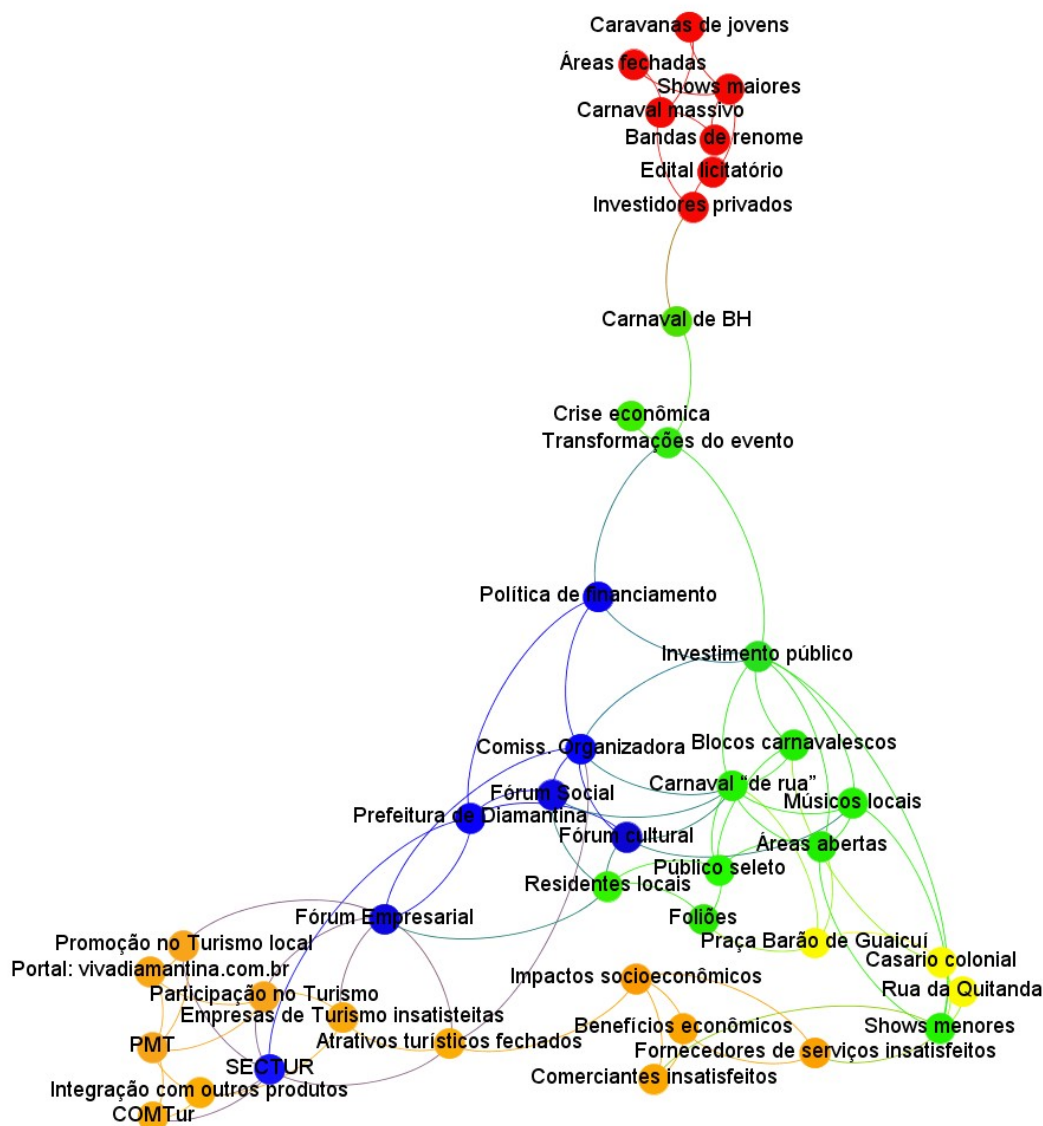 Caravanas de jovens
Áreas fechadas
Shows maiores
Carnaval massivo
Bandas de renome
Edital licitatório
Investidores privados
Carnaval de BH
Crise econômica
Transformações do evento
Política de financiamento
Investimento público
Blocos carnavalescos
Comiss. Organizadora
Carnaval “de rua”
Fórum Social
Músicos locais
Prefeitura de Diamantina
Fórum cultural
Áreas abertas
Público seleto
Residentes locais
Fórum Empresarial
Foliões
Praça Barão de Guaicuí
Promoção no Turismo local
Casario colonial
Portal: vivadiamantina.com.br
Impactos socioeconômicos
Participação no Turismo
Rua da Quitanda
Empresas de Turismo insatisteitas
Benefícios econômicos
Shows menores
Atrativos turísticos fechados
PMT
Fornecedores de serviços insatisfeitos
SECTUR
Comerciantes insatisfeitos
Integração com outros produtos
COMTur